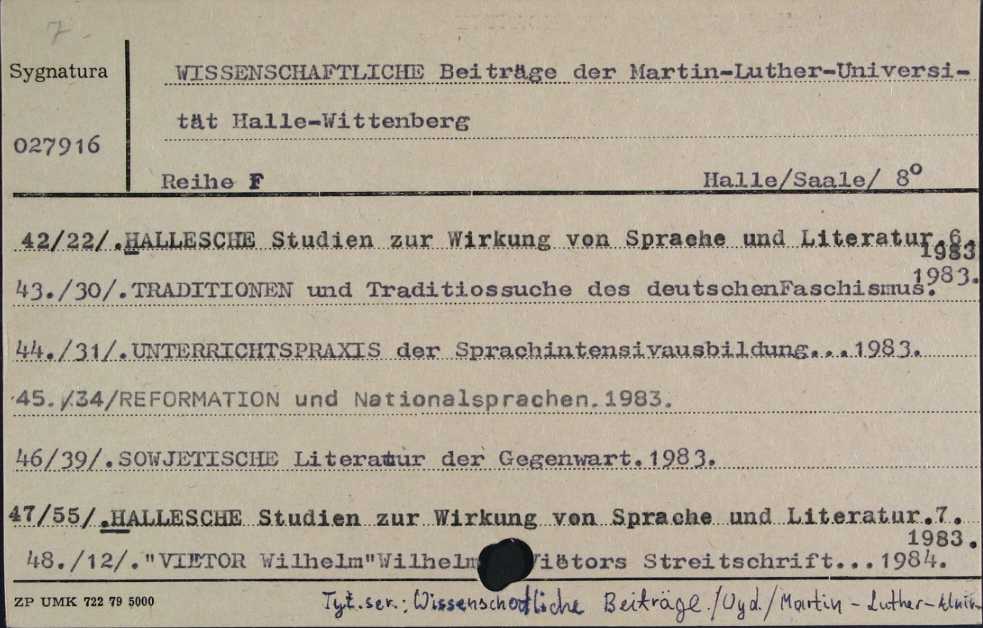 7.
Sygnatura
WISSENSCHAFTLICHE Beiträge der Martin-Luther-Universi-
tät Halle-Wittenberg
027916
Reihe F Halle/Saale/ 8°
42/22/.HALLESCHE Studien zur Wirkung von Sprache und Literatur.6.
1983
43./30/.TRADITIONEN und Traditiossuche des deutschenFaschismus.1983.
44./31/.UNTERRICHTSPRAXIS der Sprachintensivausbildung...1983.
45./34/REFORMATION und Nationalsprachen.1983.
46/39/.SOWJETISCHE Literatur der Gegenwart.1983.
47/55/.HALLESCHE Studien zur Wirkung von Sprache und Literatur.7.
1983.
48./12/."VIETOR Wilhelm"Wilhelm Viëtors Streitschrift...1984.
ZP UMK 722 79 5000
Tyt.ser.: Wissenschaftliche Beiträge /Wyd./ Martin-Luther-